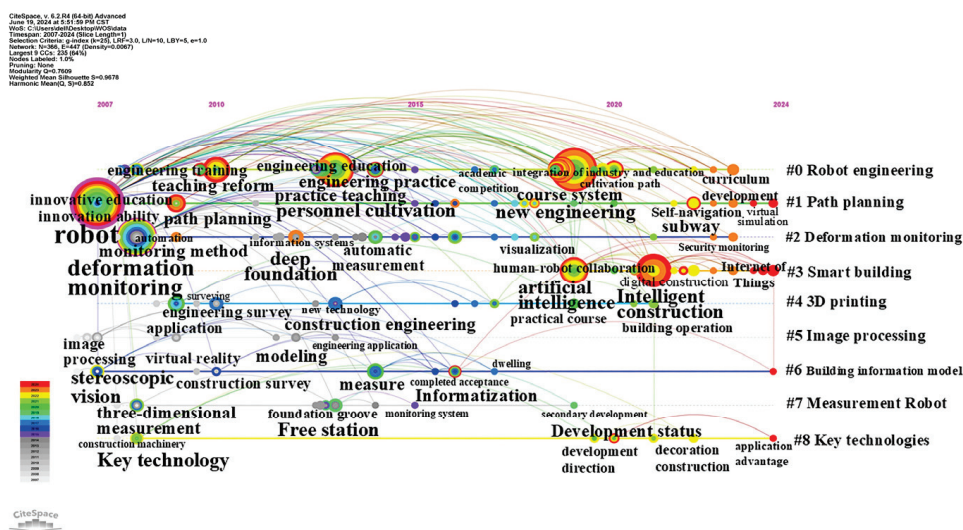 CiteSpace, v. 6.2.R4 (64-bit) Advanced
June 19, 2024 at 5:51:59 PM CST
WoS: C:\Users\dell\Desktop\WOS\data
Timespan: 2007-2024 (Slice Length=1)
Selection Criteria: g-index (k=25), LRF=3.0, L/N=10, LBY=5, e=1.0
Network: N=366, E=447 (Density=0.0067)
Largest 9 CCs: 235 (64%)
Nodes Labeled: 1.0%
Pruning: None
Modularity Q=0.7609
Weighted Mean Silhouette S=0.9678
Harmonic Mean(Q, S)=0.852
2007 2010 2015 2020 2024
engineering training
engineering education
academic competition
integration of industry and education
#0 Robot engineering
teaching reform
engineering practice
cultivation path
curriculum development
innovative education
practice teaching
course system
#1 Path planning
innovation ability
path planning
personnel cultivation
new engineering
Self-navigation
virtual simulation
subway
robot
automation
information systems
#2 Deformation monitoring
monitoring method
automatic measurement
visualization
Security monitoring
deep foundation
deformation monitoring
human-robot collaboration
Internet of Things
#3 Smart building
digital construction
artificial intelligence
Intelligent construction
surveying
new technology
#4 3D printing
engineering survey
practical course
application
construction engineering
building operation
image processing
engineering application
#5 Image processing
virtual reality
modeling
dwelling
#6 Building information model
stereoscopic vision
construction survey
measure
completed acceptance
Informatization
three-dimensional measurement
foundation groove
monitoring system
secondary development
#7 Measurement Robot
Free station
Development status
construction machinery
#8 Key technologies
Key technology
development direction
decoration construction
application advantage
CiteSpace